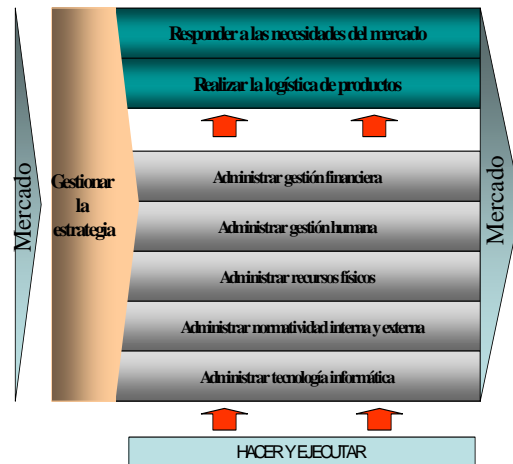 Responder a las necesidades del mercado
Realizar la logística de productos
Mercado
Gestionar
la
estrategia
Administrar gestión financiera
Administrar gestión humana
Administrar recursos físicos
Administrar normatividad interna y externa
Administrar tecnología informática
Mercado
HACER Y EJECUTAR